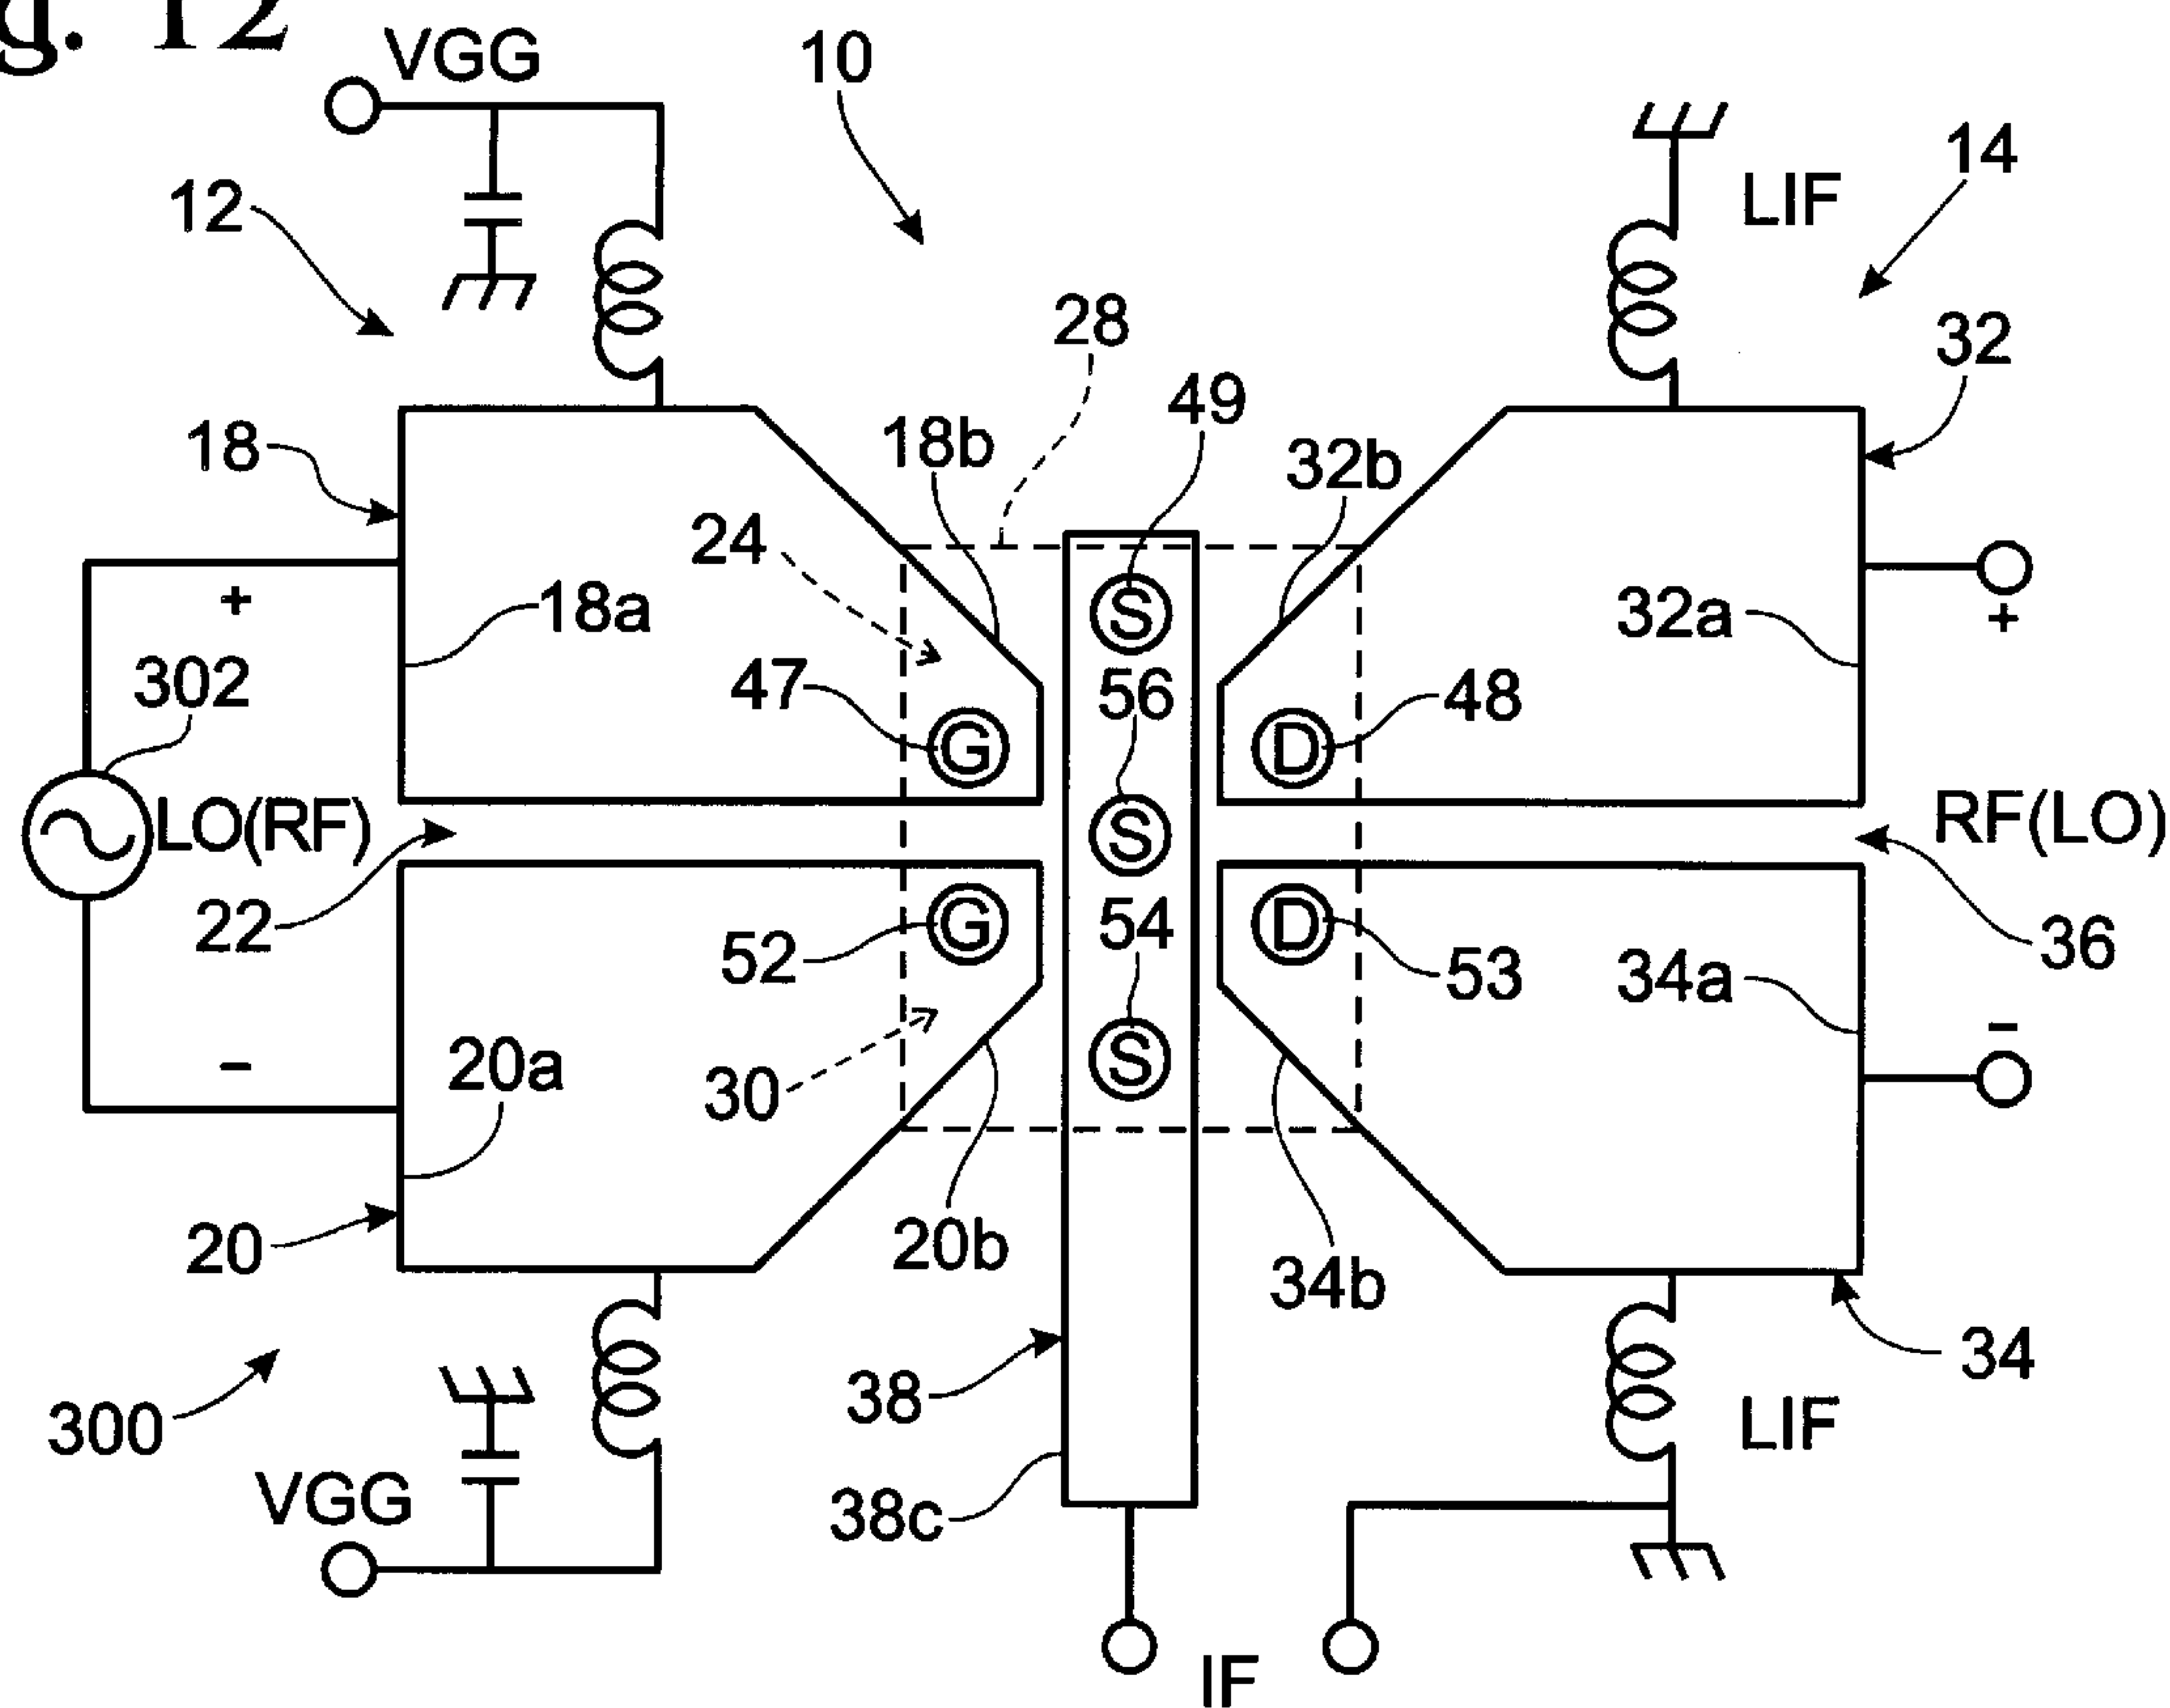 g. 12
VGG
10
14
12
LIF
28
32
49
18
18b
32b
24
+
18a
32a
+
302
47
56
48
S
G
D
LO(RF)
S
RF(LO)
22
G
54
D
36
52
53
34a
20a
S
−
−
30
20
20b
34b
34
38
300
LIF
VGG
38c
IF